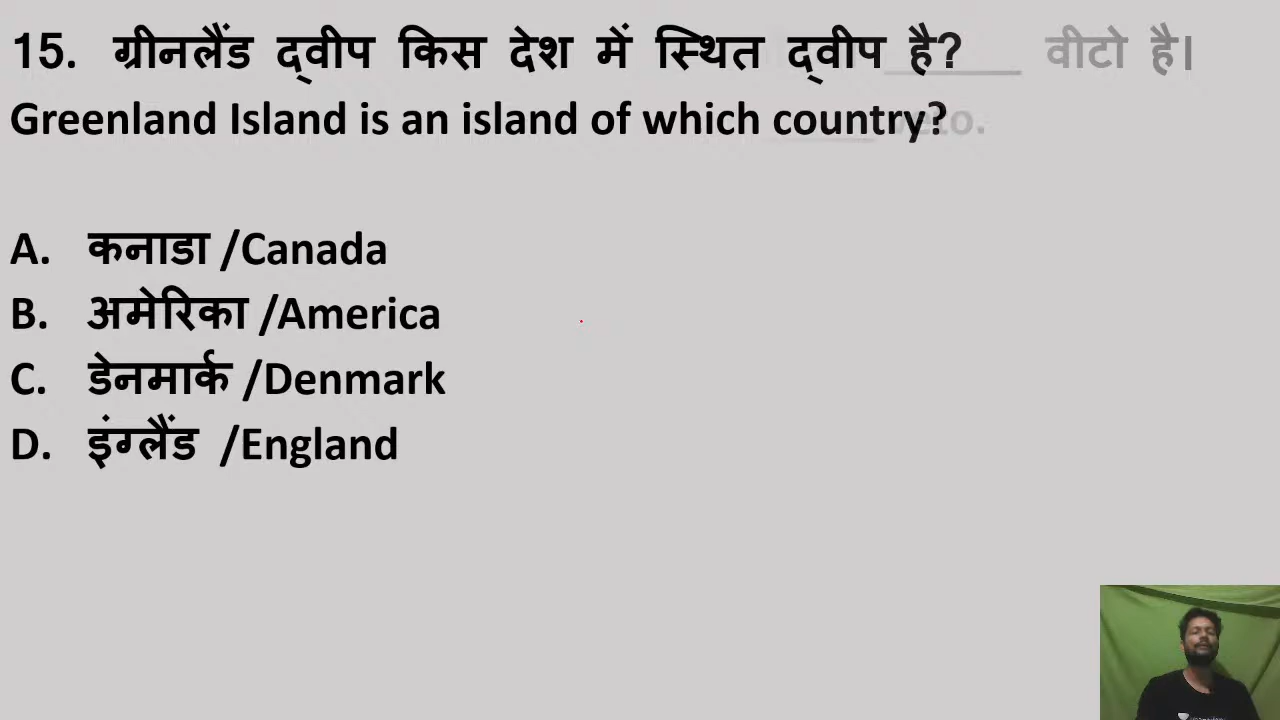 15. ग्रीनलैंड द्वीप किस देश में स्थित द्वीप है? वीटो है।
Greenland Island is an island of which country?
A. कनाडा /Canada
B. अमेरिका /America
C. डेनमार्क /Denmark
D. इंग्लैंड /England